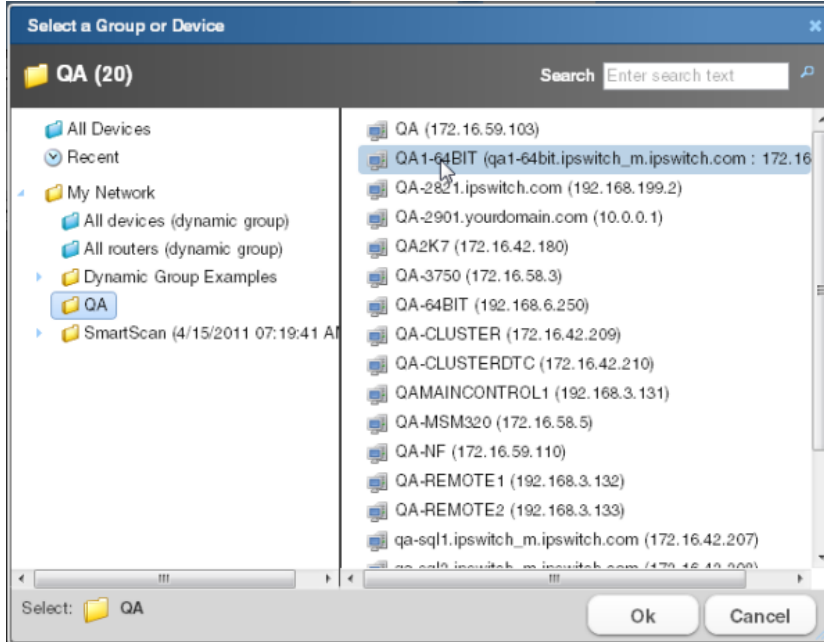 Select a Group or Device
QA (20)
Search Enter search text
All Devices
Recent
My Network
All devices (dynamic group)
All routers (dynamic group)
Dynamic Group Examples
QA
SmartScan (4/15/2011 07:19:41 AM
QA (172.16.59.103)
QA1-64BIT (qa1-64bit.ipswitch_m.ipswitch.com : 172.16
QA-2821.ipswitch.com (192.168.199.2)
QA-2901.yourdomain.com (10.0.0.1)
QA2K7 (172.16.42.180)
QA-3750 (172.16.58.3)
QA-64BIT (192.168.6.250)
QA-CLUSTER (172.16.42.209)
QA-CLUSTERDTC (172.16.42.210)
QAMAINCONTROL1 (192.168.3.131)
QA-MSM320 (172.16.58.5)
QA-NF (172.16.59.110)
QA-REMOTE1 (192.168.3.132)
QA-REMOTE2 (192.168.3.133)
qa-sql1.ipswitch_m.ipswitch.com (172.16.42.207)
Select: QA
Ok
Cancel